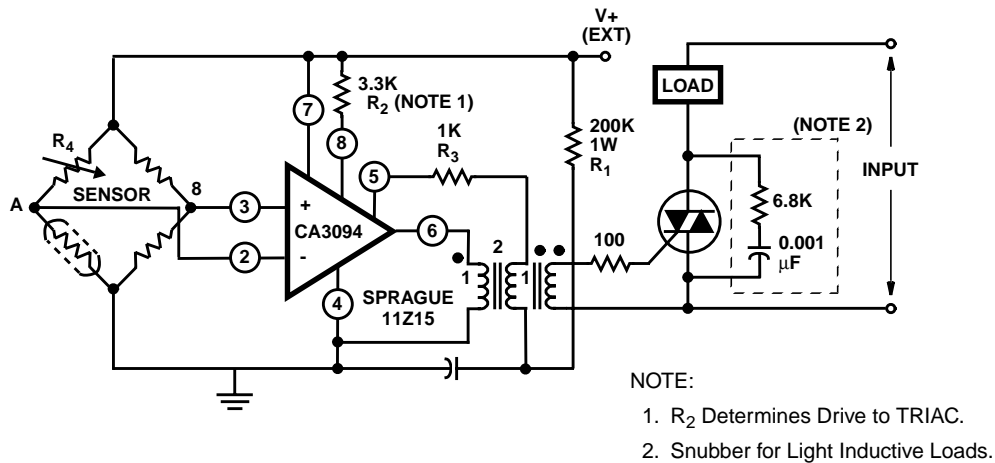 V+
(EXT)
3.3K
R2 (NOTE 1)
7
8
1K
R3
200K
1W
R1
LOAD
(NOTE 2)
INPUT
R4
SENSOR
A
8
3
+
5
CA3094
6
2
-
2
1
1
100
6.8K
0.001
μF
4
SPRAGUE
11Z15
NOTE:
1. R2 Determines Drive to TRIAC.
2. Snubber for Light Inductive Loads.